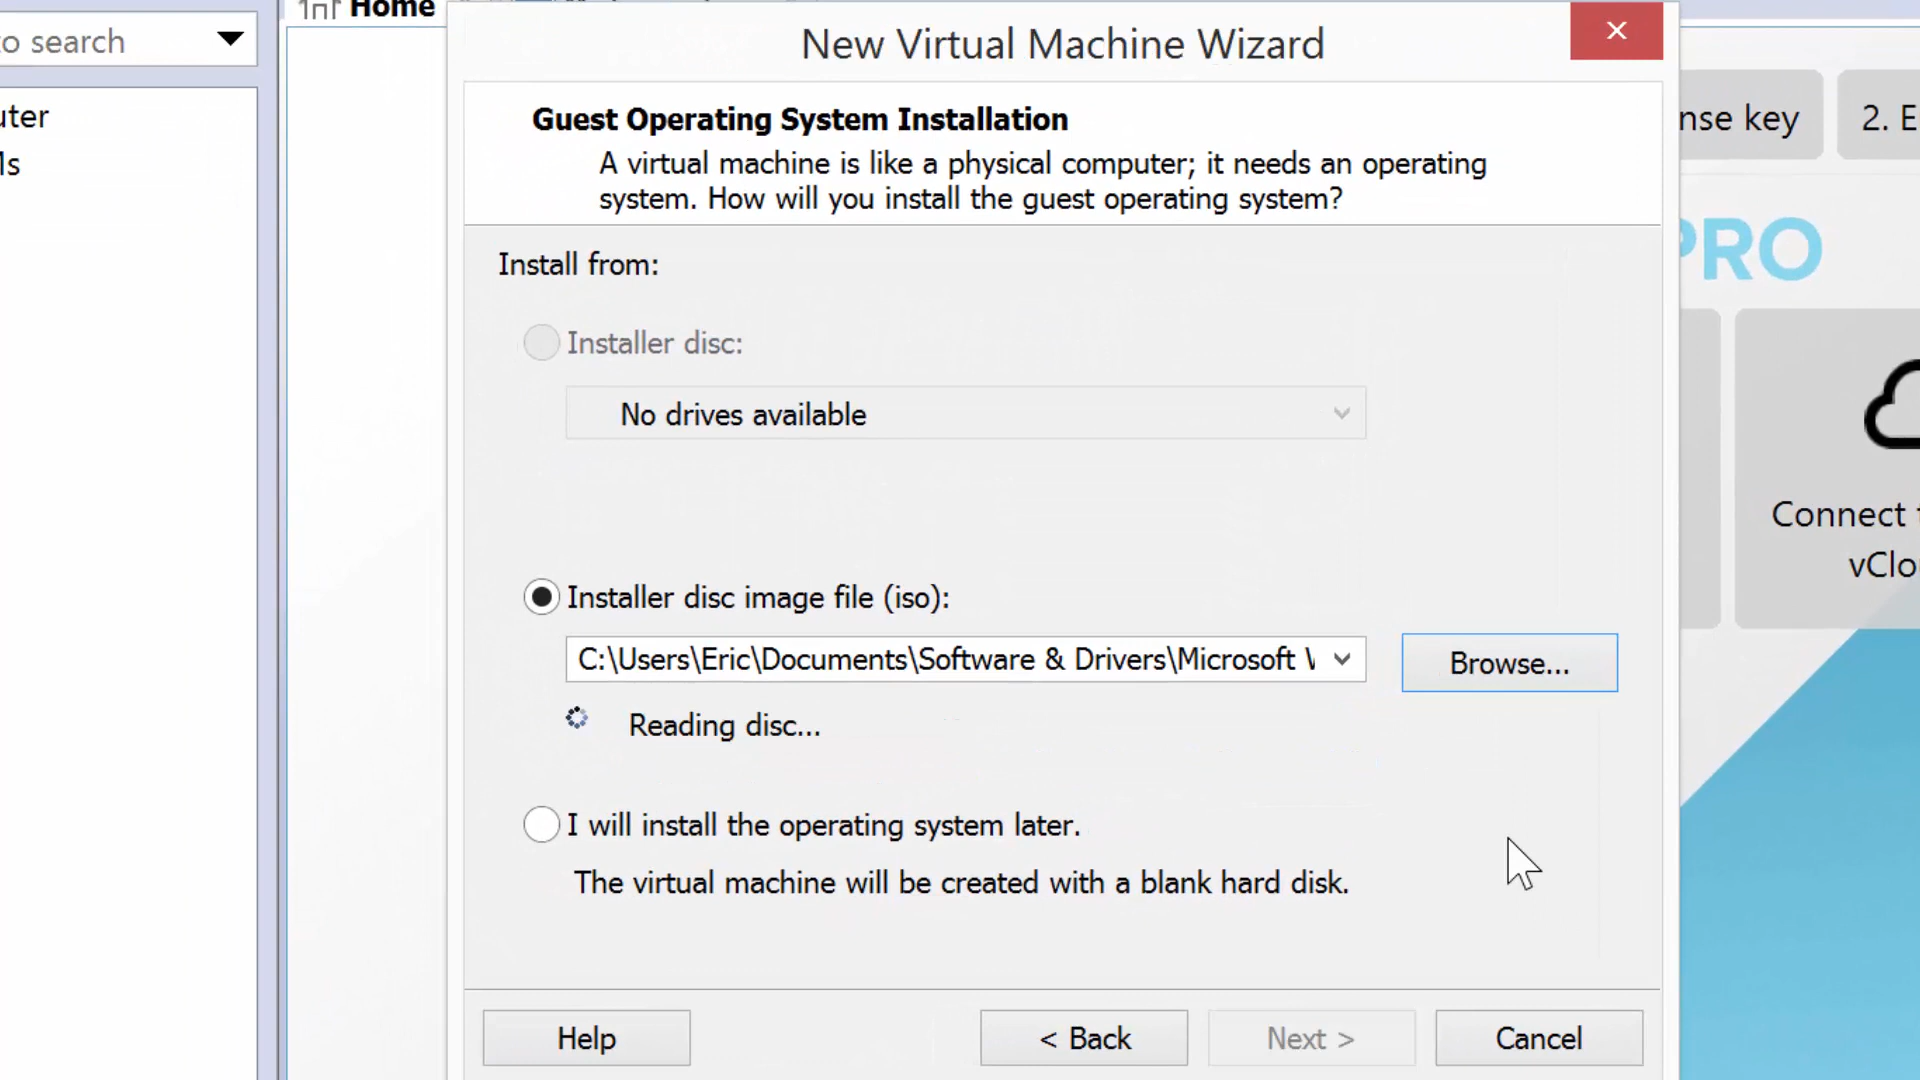 Home
to search
New Virtual Machine Wizard
Guest Operating System Installation
A virtual machine is like a physical computer; it needs an operating
system. How will you install the guest operating system?
nse key
2. E
uter
Ms
PRO
Install from:
Installer disc:
No drives available
Connect t
vClo
Installer disc image file (iso):
C:\Users\Eric\Documents\Software & Drivers\Microsoft V
Browse...
Reading disc...
I will install the operating system later.
The virtual machine will be created with a blank hard disk.
Help
< Back
Next >
Cancel